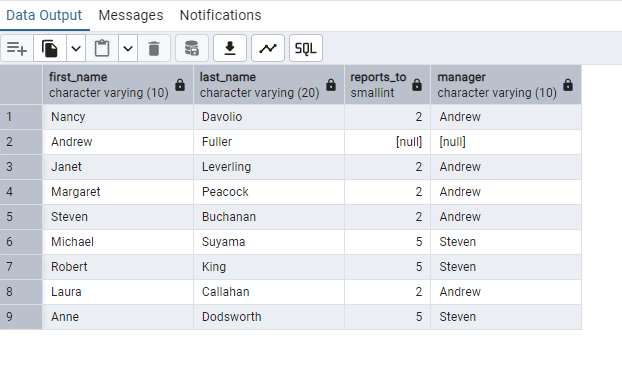 Data Output Messages Notifications
SQL
first_name last_name reports_to manager
character varying (10) character varying (20) smallint character varying (10)
1 Nancy Davolio 2 Andrew
2 Andrew Fuller [null] [null]
3 Janet Leverling 2 Andrew
4 Margaret Peacock 2 Andrew
5 Steven Buchanan 2 Andrew
6 Michael Suyama 5 Steven
7 Robert King 5 Steven
8 Laura Callahan 2 Andrew
9 Anne Dodsworth 5 Steven